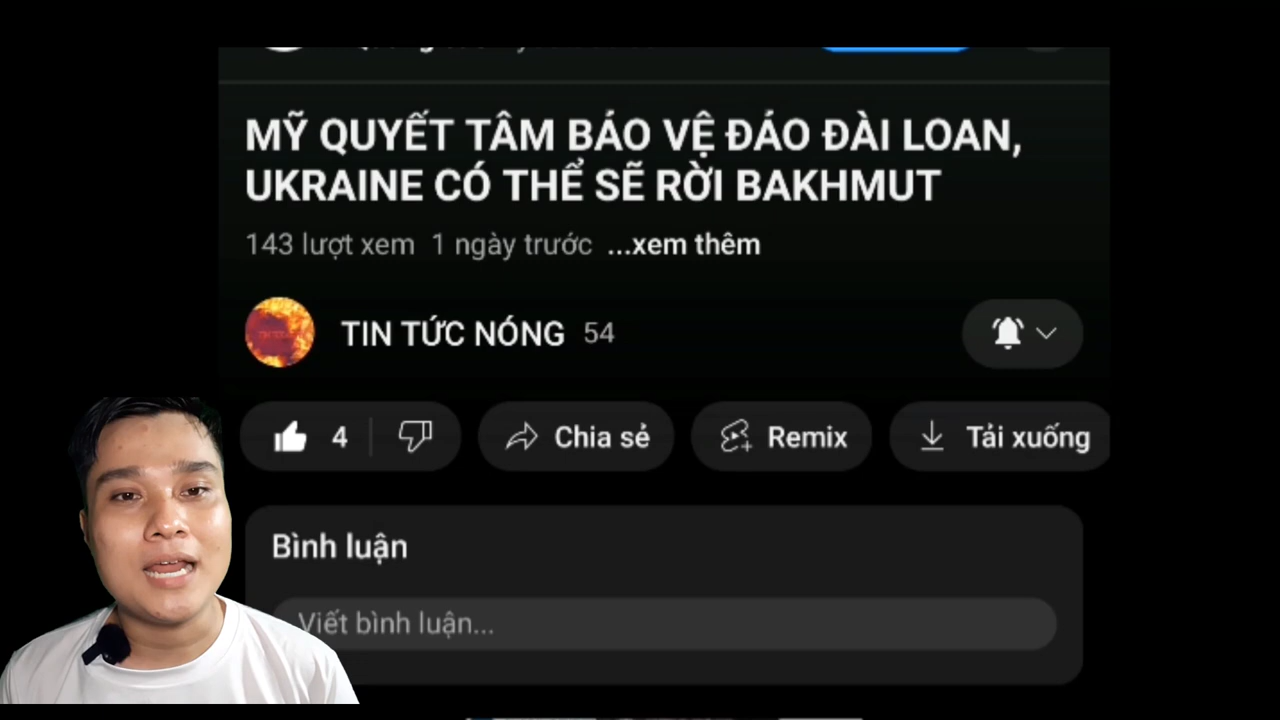 MỸ QUYẾT TÂM BẢO VỆ ĐẢO ĐÀI LOAN,
UKRAINE CÓ THỂ SẼ RỜI BAKHMUT
143 lượt xem 1 ngày trước ...xem thêm
TIN TỨC NÓNG 54
4 Chia sẻ Remix Tải xuống
Bình luận
Viết bình luận...